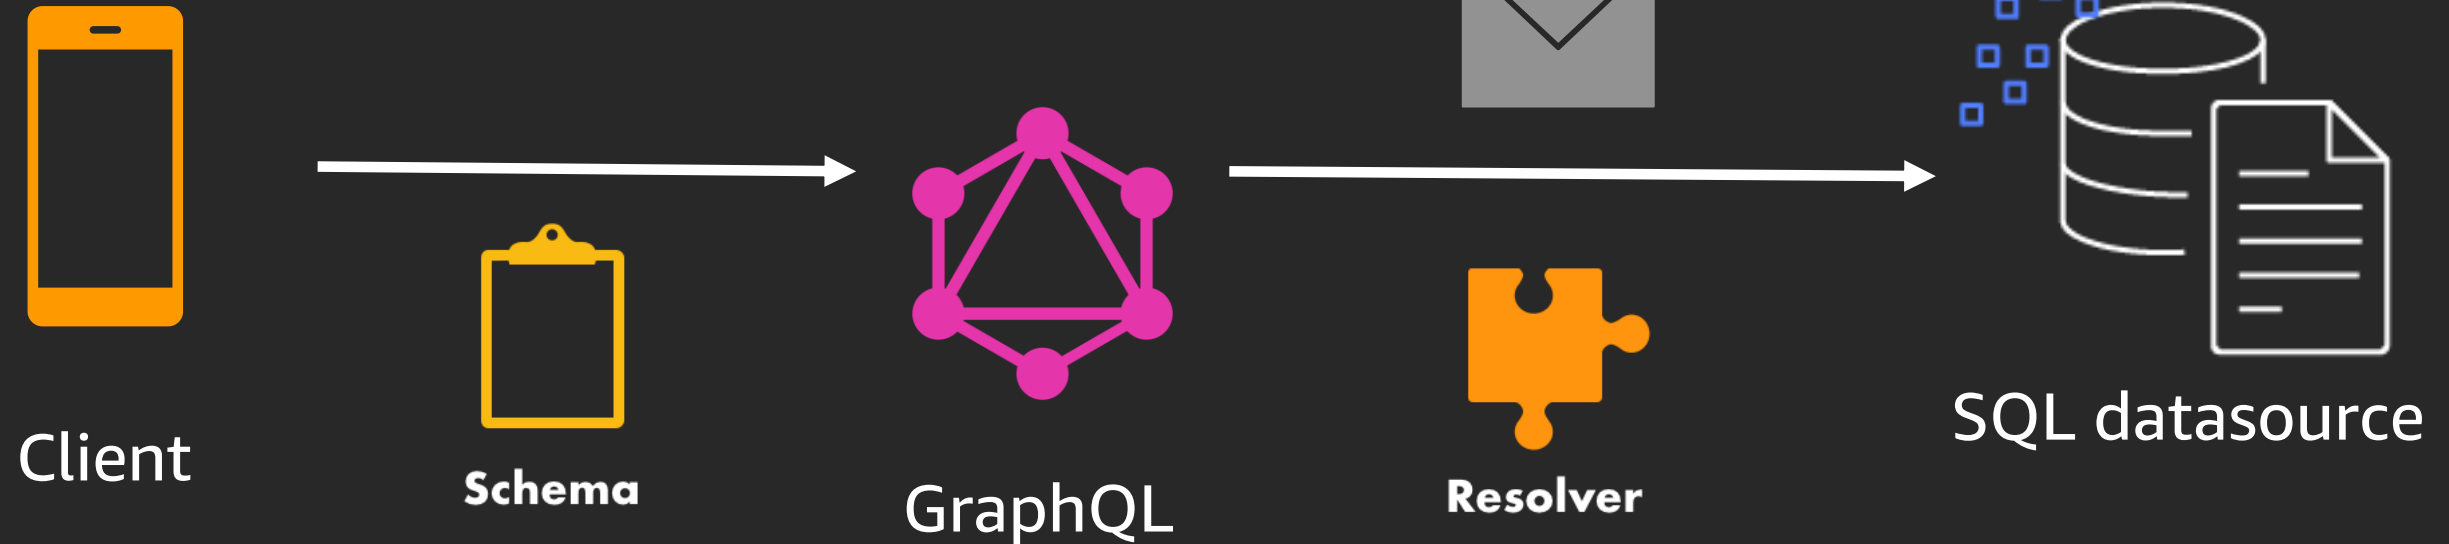 Client
Schema
GraphQL
Resolver
SQL datasource